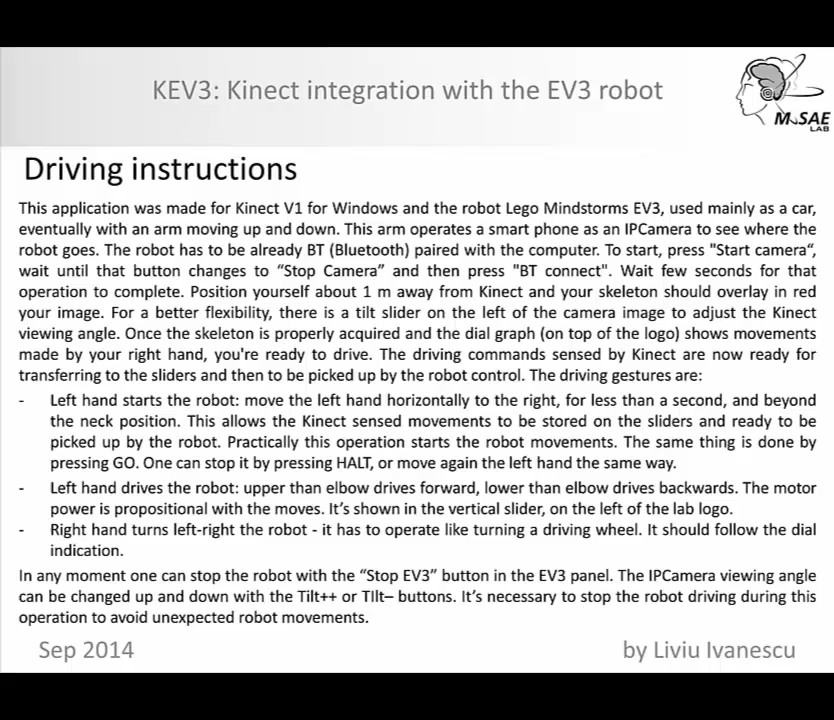 KEV3: Kinect integration with the EV3 robot
MoSAE
LAB
Driving instructions
This application was made for Kinect V1 for Windows and the robot Lego Mindstorms EV3, used mainly as a car,
eventually with an arm moving up and down. This arm operates a smart phone as an IPCamera to see where the
robot goes. The robot has to be already BT (Bluetooth) paired with the computer. To start, press "Start camera“,
wait until that button changes to “Stop Camera” and then press "BT connect". Wait few seconds for that
operation to complete. Position yourself about 1 m away from Kinect and your skeleton should overlay in red
your image. For a better flexibility, there is a tilt slider on the left of the camera image to adjust the Kinect
viewing angle. Once the skeleton is properly acquired and the dial graph (on top of the logo) shows movements
made by your right hand, you're ready to drive. The driving commands sensed by Kinect are now ready for
transferring to the sliders and then to be picked up by the robot control. The driving gestures are:
- Left hand starts the robot: move the left hand horizontally to the right, for less than a second, and beyond
the neck position. This allows the Kinect sensed movements to be stored on the sliders and ready to be
picked up by the robot. Practically this operation starts the robot movements. The same thing is done by
pressing GO. One can stop it by pressing HALT, or move again the left hand the same way.
- Left hand drives the robot: upper than elbow drives forward, lower than elbow drives backwards. The motor
power is propositional with the moves. It’s shown in the vertical slider, on the left of the lab logo.
- Right hand turns left-right the robot - it has to operate like turning a driving wheel. It should follow the dial
indication.
In any moment one can stop the robot with the “Stop EV3” button in the EV3 panel. The IPCamera viewing angle
can be changed up and down with the Tilt++ or TIlt– buttons. It’s necessary to stop the robot driving during this
operation to avoid unexpected robot movements.
Sep 2014
by Liviu Ivanescu